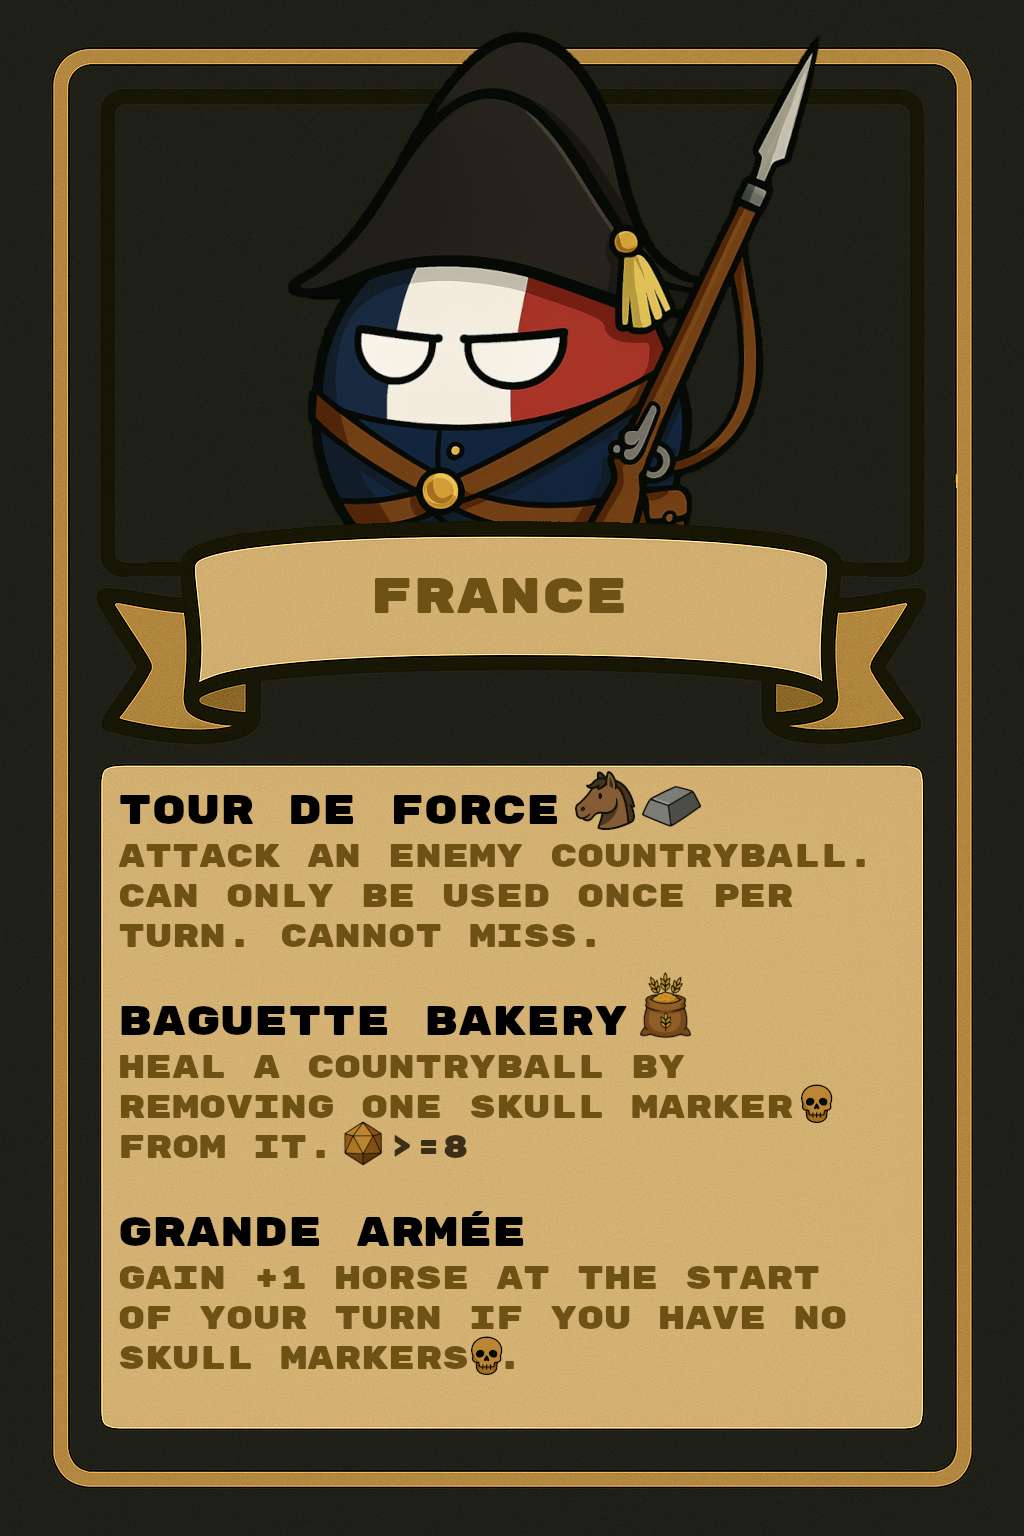 FRANCE
TOUR DE FORCE
ATTACK AN ENEMY COUNTRYBALL.
CAN ONLY BE USED ONCE PER
TURN. CANNOT MISS.
BAGUETTE BAKERY
HEAL A COUNTRYBALL BY
REMOVING ONE SKULL MARKER
FROM IT. >=8
GRANDE ARMÉE
GAIN +1 HORSE AT THE START
OF YOUR TURN IF YOU HAVE NO
SKULL MARKERS.